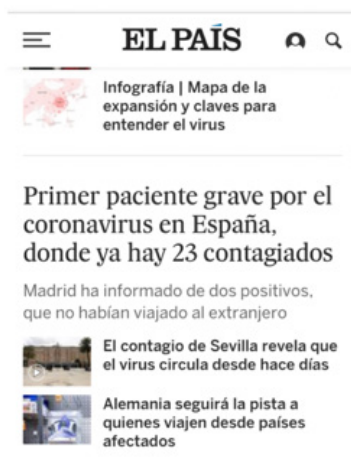 EL PAÍS
Infografía | Mapa de la
expansión y claves para
entender el virus
Primer paciente grave por el
coronavirus en España,
donde ya hay 23 contagiados
Madrid ha informado de dos positivos,
que no habían viajado al extranjero
El contagio de Sevilla revela que
el virus circula desde hace días
Alemania seguirá la pista a
quienes viajen desde países
afectados